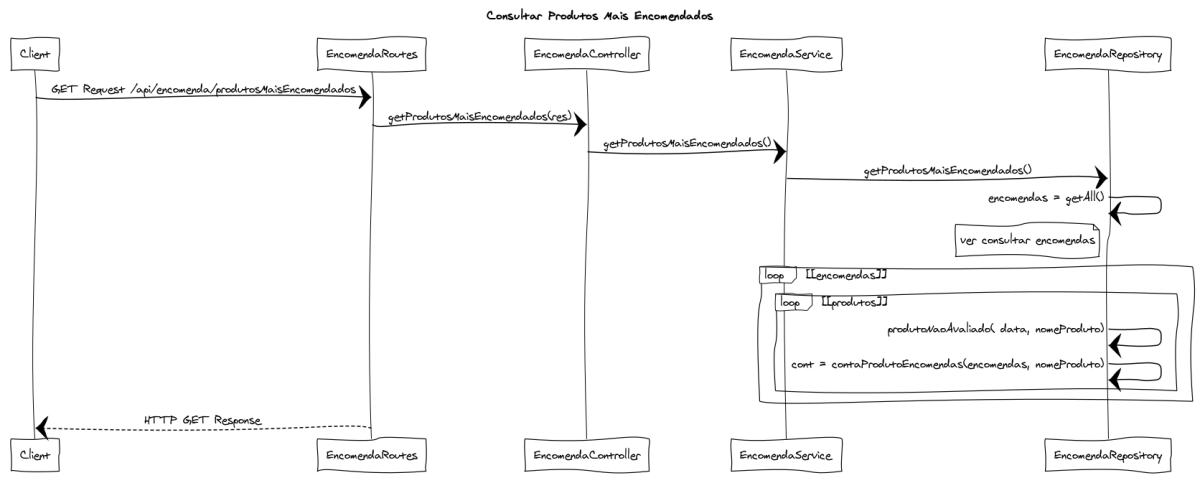 Consultar Produtos Mais Encomendados
Client
EncomendaRoutes
EncomendaController
EncomendaService
EncomendaRepository
GET Request /api/encomenda/produtosMaisEncomendados
getProdutosMaisEncomendados(res)
getProdutosMaisEncomendados()
getProdutosMaisEncomendados()
encomendas = getAll()
ver consultar encomendas
loop [[encomendas]]
loop [[produtos]]
produtoNaoAvaliado( data, nomeProduto)
cont = contaProdutoEncomendas(encomendas, nomeProduto)
HTTP GET Response
Client
EncomendaRoutes
EncomendaController
EncomendaService
EncomendaRepository